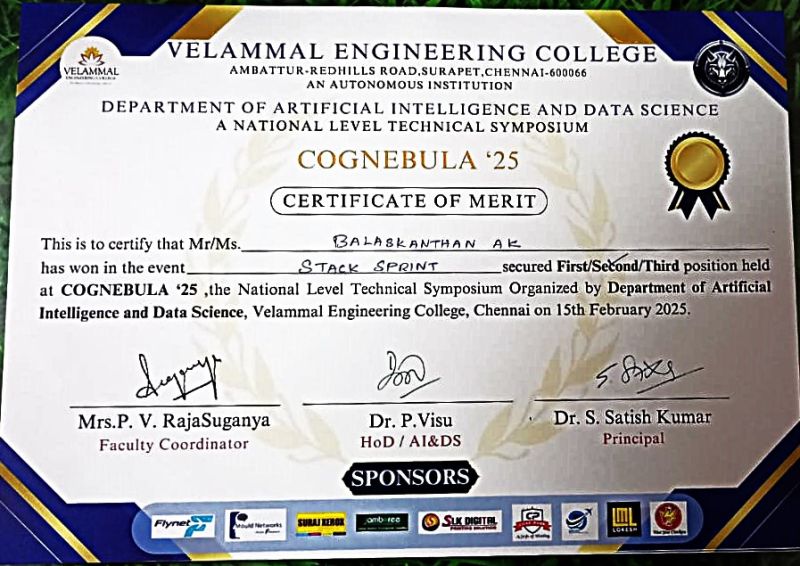 VELAMMAL ENGINEERING COLLEGE
AMBATTUR-REDHILLS ROAD,SURAPET,CHENNAI-600066
AN AUTONOMOUS INSTITUTION
VELAMMAL
DEPARTMENT OF ARTIFICIAL INTELLIGENCE AND DATA SCIENCE
A NATIONAL LEVEL TECHNICAL SYMPOSIUM
COGNEBULA ‘25
CERTIFICATE OF MERIT
This is to certify that Mr/Ms. BALASKANTHAN AK
has won in the event STACK SPRINT secured First/Second/Third position held
at COGNEBULA ‘25 ,the National Level Technical Symposium Organized by Department of Artificial
Intelligence and Data Science, Velammal Engineering College, Chennai on 15th February 2025.
Mrs.P. V. RajaSuganya Dr. P.Visu Dr. S. Satish Kumar
Faculty Coordinator HoD / AI&DS Principal
SPONSORS
Flynet Mould Networks SURAJ XEROX SLK DIGITAL CP LML
LOKESH